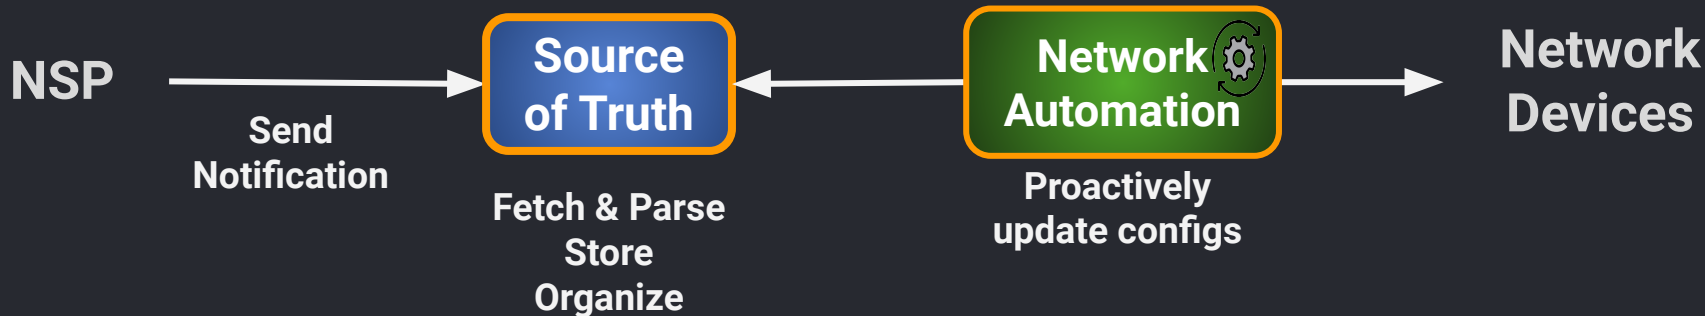 NSP
Send
Notification
Source
of Truth
Fetch & Parse
Store
Organize
Network
Automation
Proactively
update configs
Network
Devices